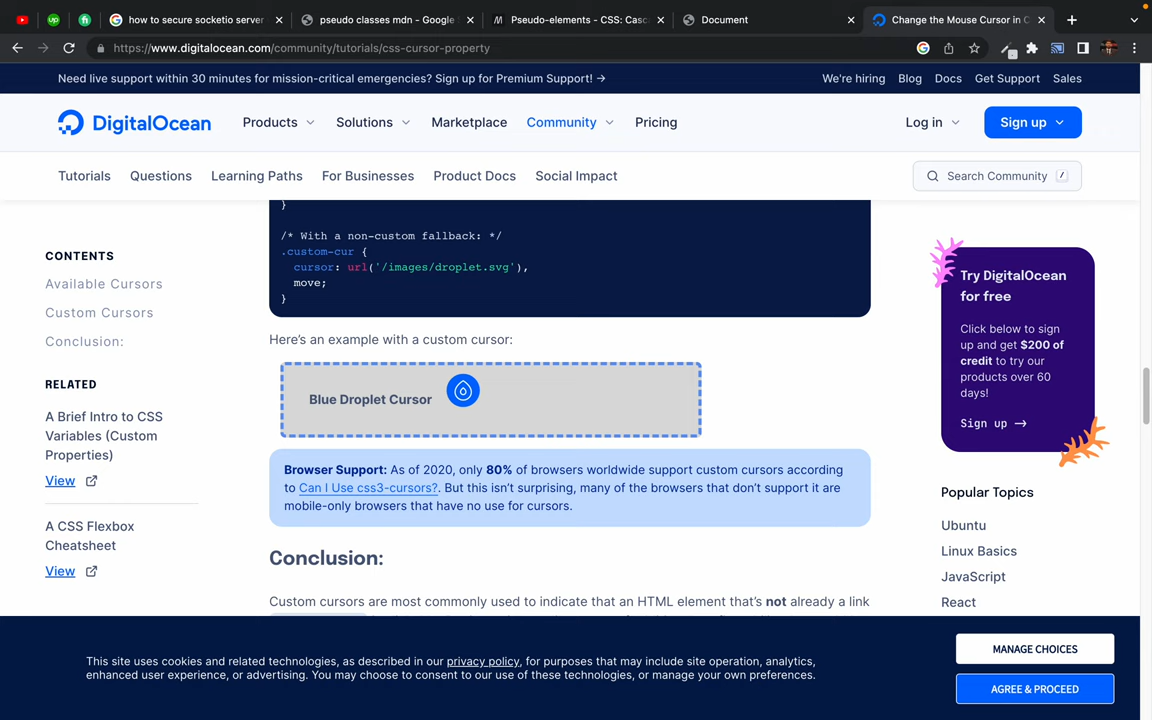 how to secure socketio server
pseudo classes mdn - Google
Pseudo-elements - CSS: Casc
Document
Change the Mouse Cursor in C
https://www.digitalocean.com/community/tutorials/css-cursor-property
Need live support within 30 minutes for mission-critical emergencies? Sign up for Premium Support! →
We're hiring Blog Docs Get Support Sales
DigitalOcean
Products Solutions Marketplace Community Pricing
Log in
Sign up
Tutorials Questions Learning Paths For Businesses Product Docs Social Impact
Search Community /
CONTENTS
Available Cursors
Custom Cursors
Conclusion:
RELATED
A Brief Intro to CSS
Variables (Custom
Properties)
View
A CSS Flexbox
Cheatsheet
View
}
/* With a non-custom fallback: */
.custom-cur {
cursor: url('/images/droplet.svg'),
move;
}
Here's an example with a custom cursor:
Blue Droplet Cursor
Browser Support: As of 2020, only 80% of browsers worldwide support custom cursors according
to Can I Use css3-cursors?. But this isn't surprising, many of the browsers that don't support it are
mobile-only browsers that have no use for cursors.
Conclusion:
Custom cursors are most commonly used to indicate that an HTML element that's not already a link
Try DigitalOcean
for free
Click below to sign
up and get $200 of
credit to try our
products over 60
days!
Sign up →
Popular Topics
Ubuntu
Linux Basics
JavaScript
React
This site uses cookies and related technologies, as described in our privacy policy, for purposes that may include site operation, analytics,
enhanced user experience, or advertising. You may choose to consent to our use of these technologies, or manage your own preferences.
MANAGE CHOICES
AGREE & PROCEED